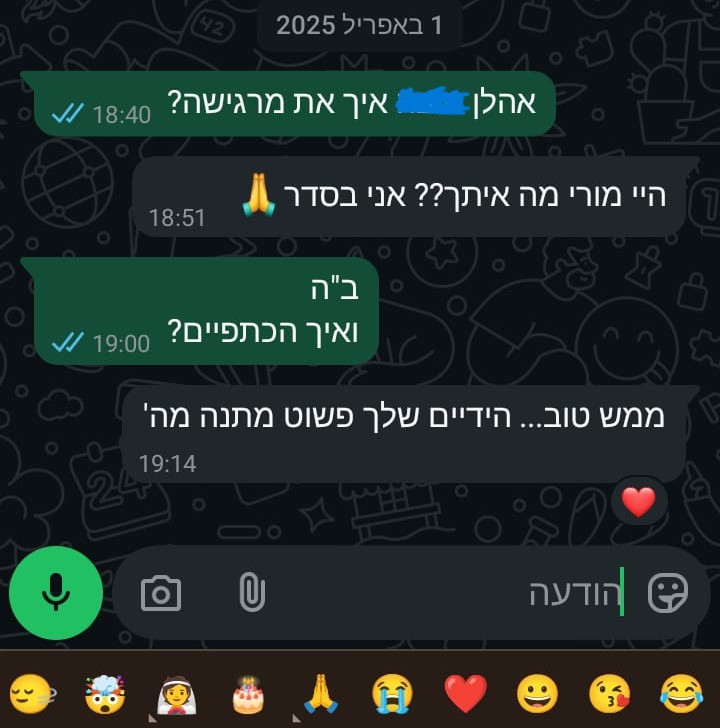 1 באפריל 2025
אהלן איך את מרגישה?
18:40
היי מורי מה איתך?? אני בסדר 🙏
18:51
ב"ה
ואיך הכתפיים?
19:00
ממש טוב... הידיים שלך פשוט מתנה מה'
19:14
הודעה